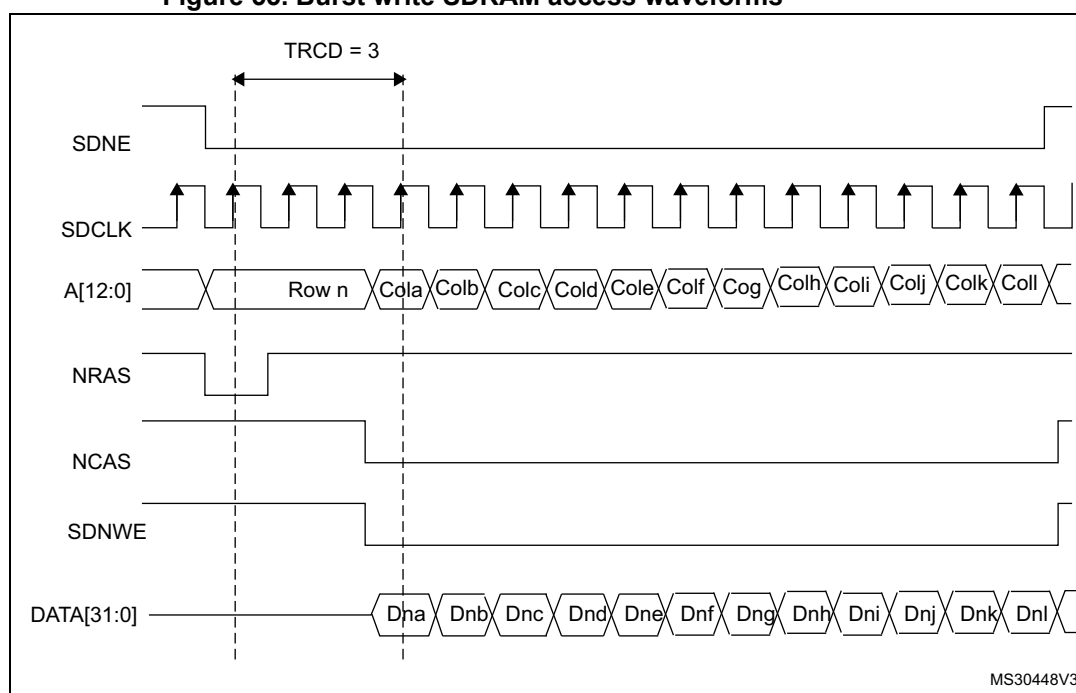 Figure Burst write SDRAM access waveforms
TRCD = 3
SDNE
SDCLK
A[12:0] Row n Cola Colb Colc Cold Cole Colf Cog Colh Coli Colj Colk Coll
NRAS
NCAS
SDNWE
DATA[31:0] Dna Dnb Dnc Dnd Dne Dnf Dng Dnh Dni Dnj Dnk Dnl
MS30448V3